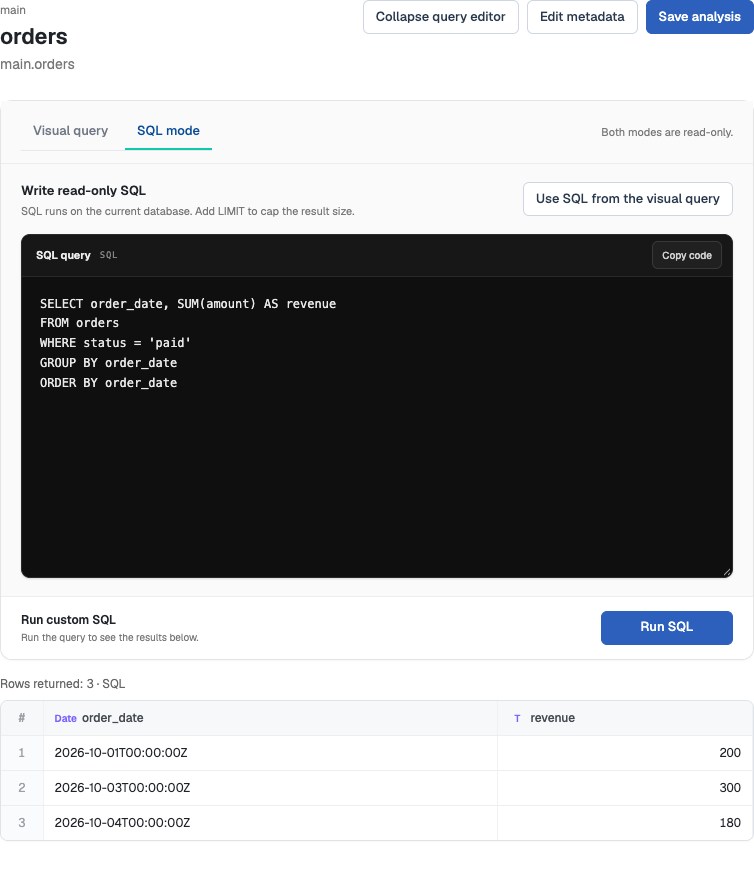 main
orders
main.orders
Collapse query editor
Edit metadata
Save analysis
Visual query
SQL mode
Both modes are read-only.
Write read-only SQL
SQL runs on the current database. Add LIMIT to cap the result size.
Use SQL from the visual query
SQL query SQL
Copy code
SELECT order_date, SUM(amount) AS revenue
FROM orders
WHERE status = 'paid'
GROUP BY order_date
ORDER BY order_date
Run custom SQL
Run the query to see the results below.
Run SQL
Rows returned: 3 · SQL
# Date order_date T revenue
1 2026-10-01T00:00:00Z 200
2 2026-10-03T00:00:00Z 300
3 2026-10-04T00:00:00Z 180